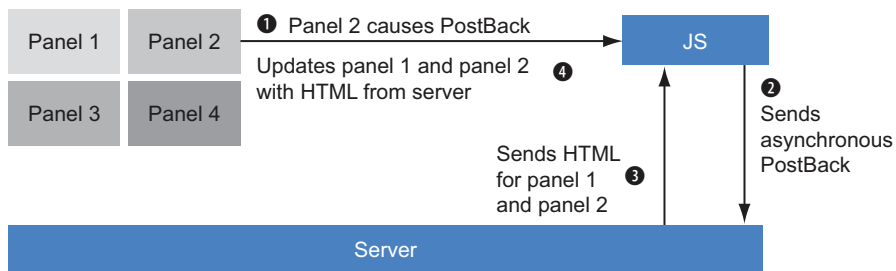 Panel 1
Panel 2
❶ Panel 2 causes PostBack
JS
Updates panel 1 and panel 2 ❹
with HTML from server
Panel 3
Panel 4
❷
Sends
asynchronous
PostBack
Sends HTML
for panel 1 ❸
and panel 2
Server